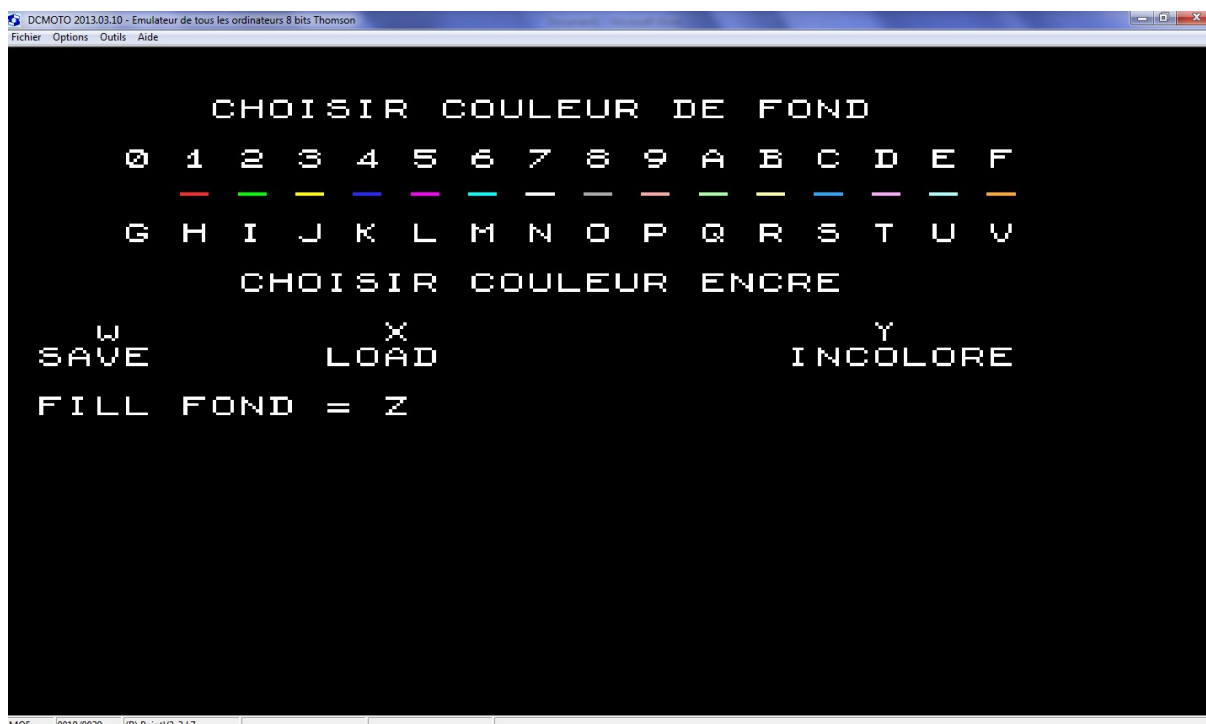 DCMOTO 2013.03.10 - Emulateur de tous les ordinateurs 8 bits Thomson
Fichier Options Outils Aide
CHOISIR COULEUR DE FOND
0 1 2 3 4 5 6 7 8 9 A B C D E F
G H I J K L M N O P Q R S T U V
CHOISIR COULEUR ENCRE
W X Y
SAVE LOAD INCOLORE
FILL FOND = Z